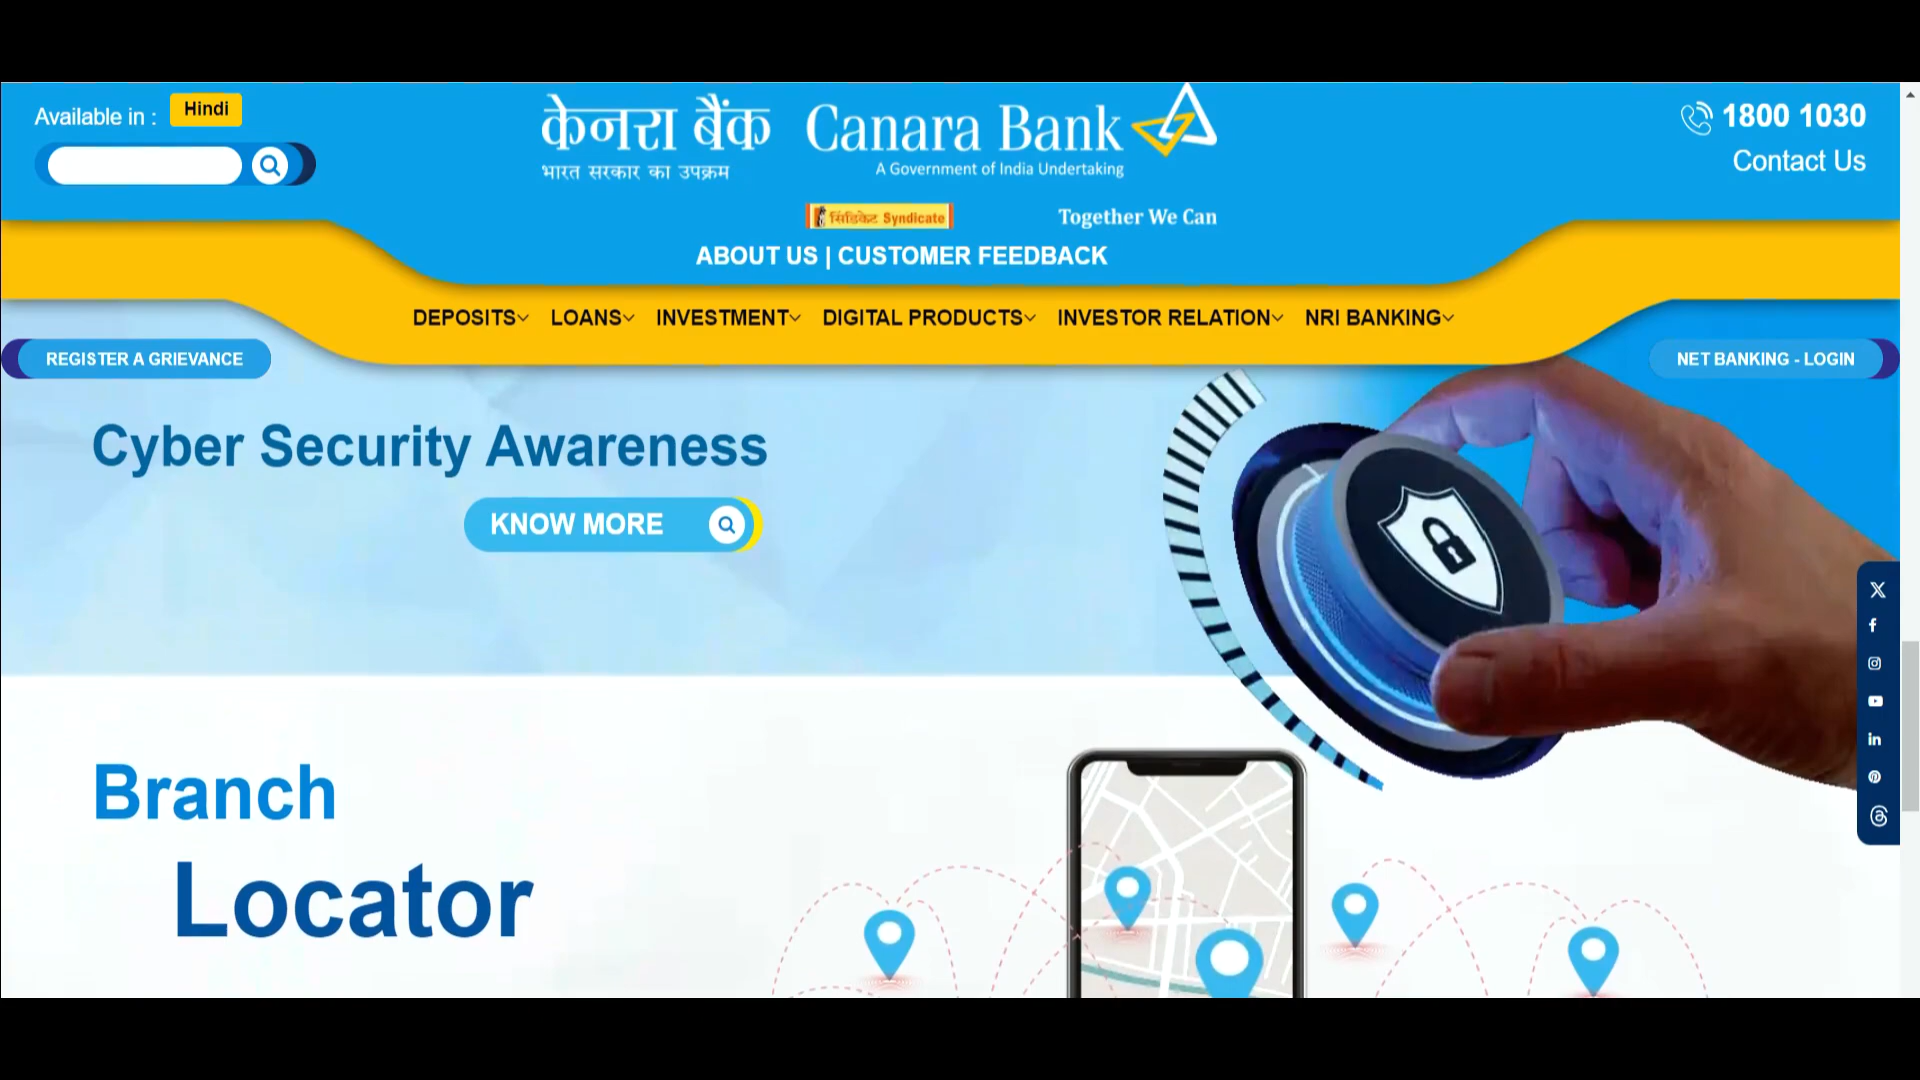 Available in : Hindi
केनरा बैंक Canara Bank
भारत सरकार का उपक्रम A Government of India Undertaking
1800 1030
Contact Us
सिंडिकेट Syndicate Together We Can
ABOUT US | CUSTOMER FEEDBACK
DEPOSITS LOANS INVESTMENT DIGITAL PRODUCTS INVESTOR RELATION NRI BANKING
REGISTER A GRIEVANCE NET BANKING - LOGIN
Cyber Security Awareness
KNOW MORE
Branch
Locator